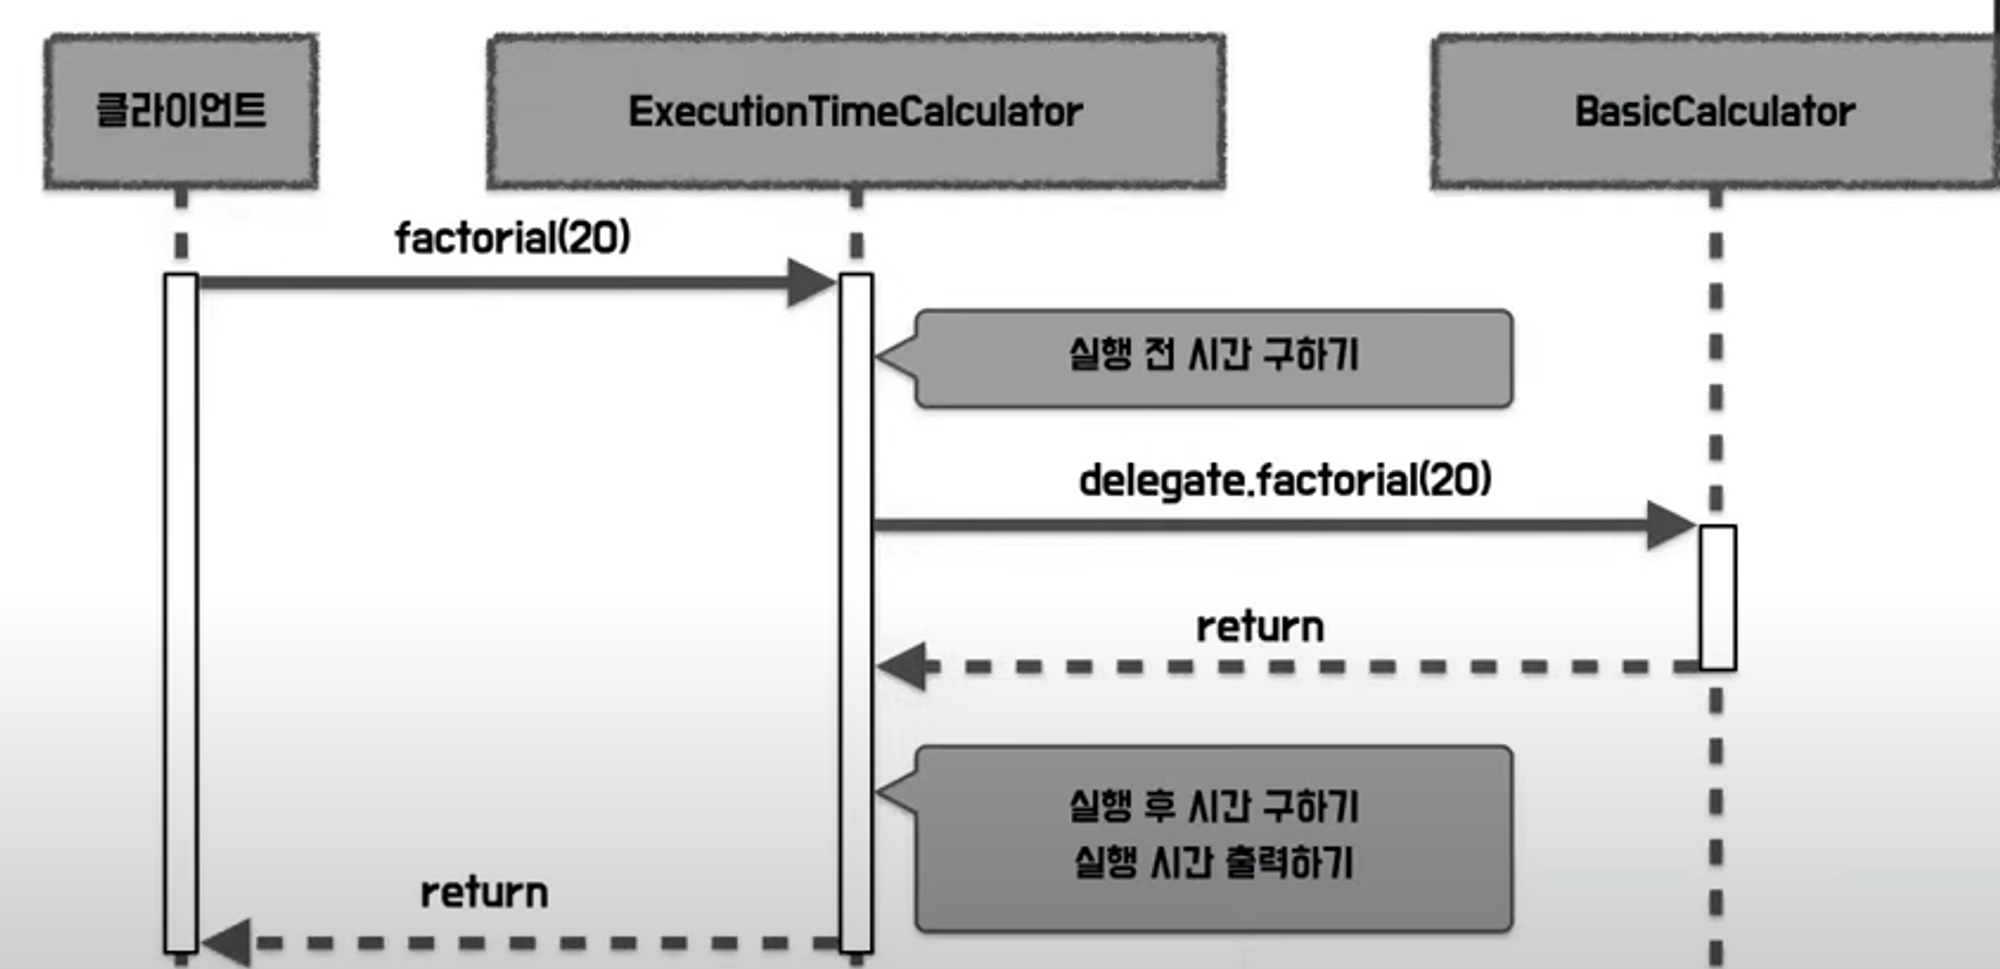 클라이언트
ExecutionTimeCalculator
BasicCalculator
factorial(20)
실행 전 시간 구하기
delegate.factorial(20)
return
실행 후 시간 구하기
실행 시간 출력하기
return